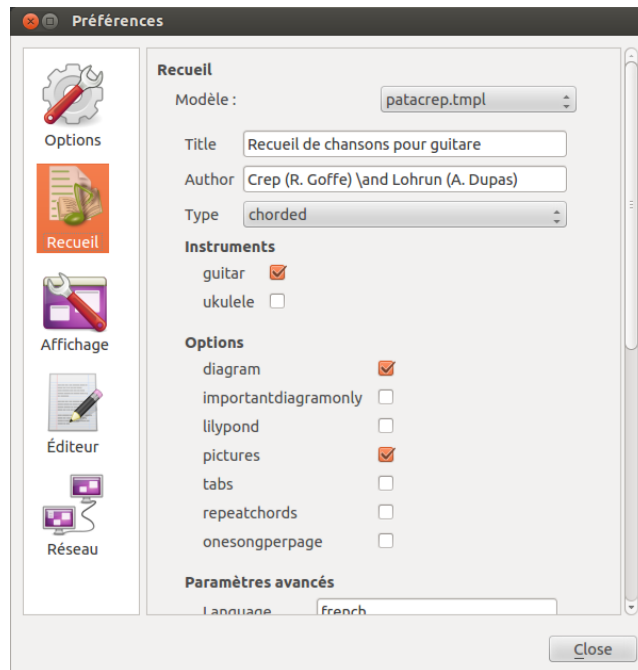 Préférences
Options
Recueil
Affichage
Éditeur
Réseau
Recueil
Modèle : patacrep.tmpl
Title Recueil de chansons pour guitare
Author Crep (R. Goffe) \and Lohrun (A. Dupas)
Type chorded
Instruments
guitar
ukulele
Options
diagram
importantdiagramonly
lilypond
pictures
tabs
repeatchords
onesongperpage
Paramètres avancés
Language french
Close